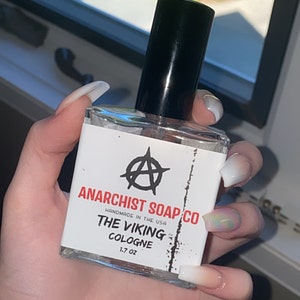 ANARCHIST SOAP CO
HANDMADE IN THE USA
THE VIKING
COLOGNE
1.7 OZ